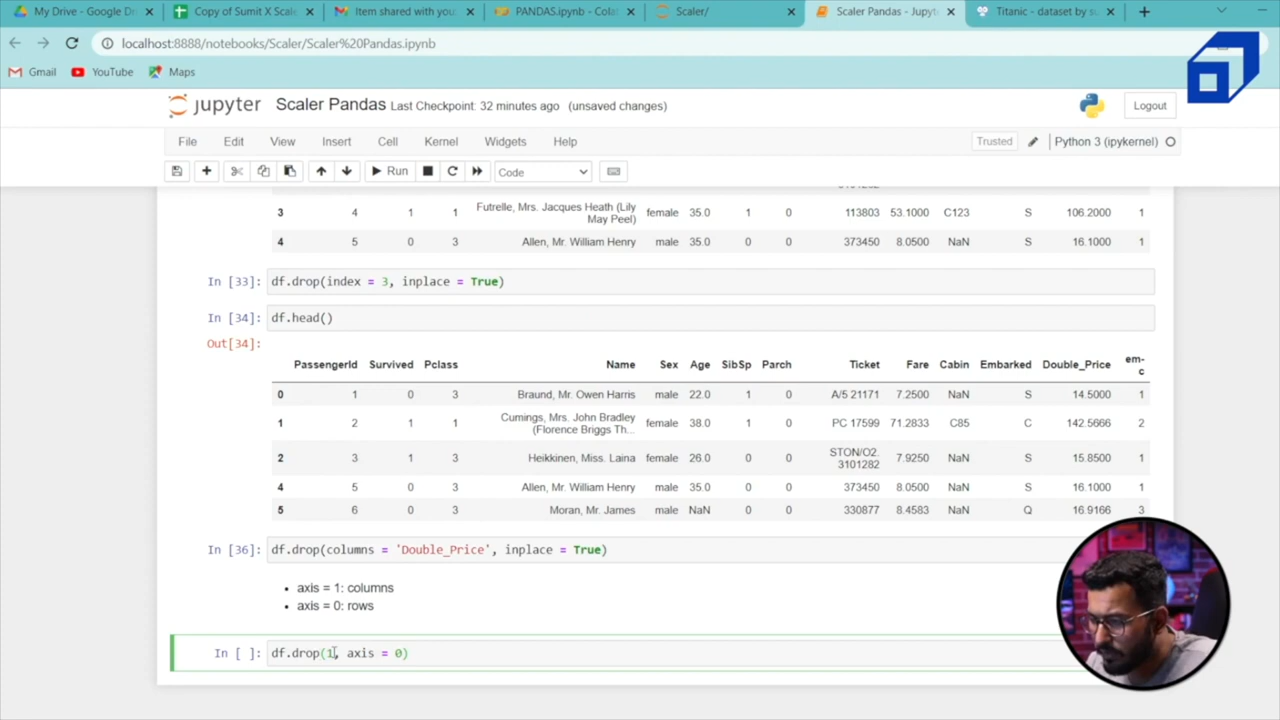 My Drive - Google Dr
Copy of Sumit X Scale
Item shared with you
PANDAS.ipynb - Colab
Scaler/
Scaler Pandas - Jupyte
Titanic - dataset by su
localhost:8888/notebooks/Scaler/Scaler%20Pandas.ipynb
Gmail YouTube Maps
jupyter Scaler Pandas Last Checkpoint: 32 minutes ago (unsaved changes) Logout
File Edit View Insert Cell Kernel Widgets Help Trusted Python 3 (ipykernel)
Run Code
3 4 1 1 Futrelle, Mrs. Jacques Heath (Lily May Peel) female 35.0 1 0 113803 53.1000 C123 S 106.2000 1
4 5 0 3 Allen, Mr. William Henry male 35.0 0 0 373450 8.0500 NaN S 16.1000 1
In [33]: df.drop(index = 3, inplace = True)
In [34]: df.head()
Out[34]:
PassengerId Survived Pclass Name Sex Age SibSp Parch Ticket Fare Cabin Embarked Double_Price em-c
0 1 0 3 Braund, Mr. Owen Harris male 22.0 1 0 A/5 21171 7.2500 NaN S 14.5000 1
1 2 1 1 Cumings, Mrs. John Bradley (Florence Briggs Th... female 38.0 1 0 PC 17599 71.2833 C85 C 142.5666 2
2 3 1 3 Heikkinen, Miss. Laina female 26.0 0 0 STON/O2. 3101282 7.9250 NaN S 15.8500 1
4 5 0 3 Allen, Mr. William Henry male 35.0 0 0 373450 8.0500 NaN S 16.1000 1
5 6 0 3 Moran, Mr. James male NaN 0 0 330877 8.4583 NaN Q 16.9166 3
In [36]: df.drop(columns = 'Double_Price', inplace = True)
• axis = 1: columns
• axis = 0: rows
In [ ]: df.drop(1, axis = 0)